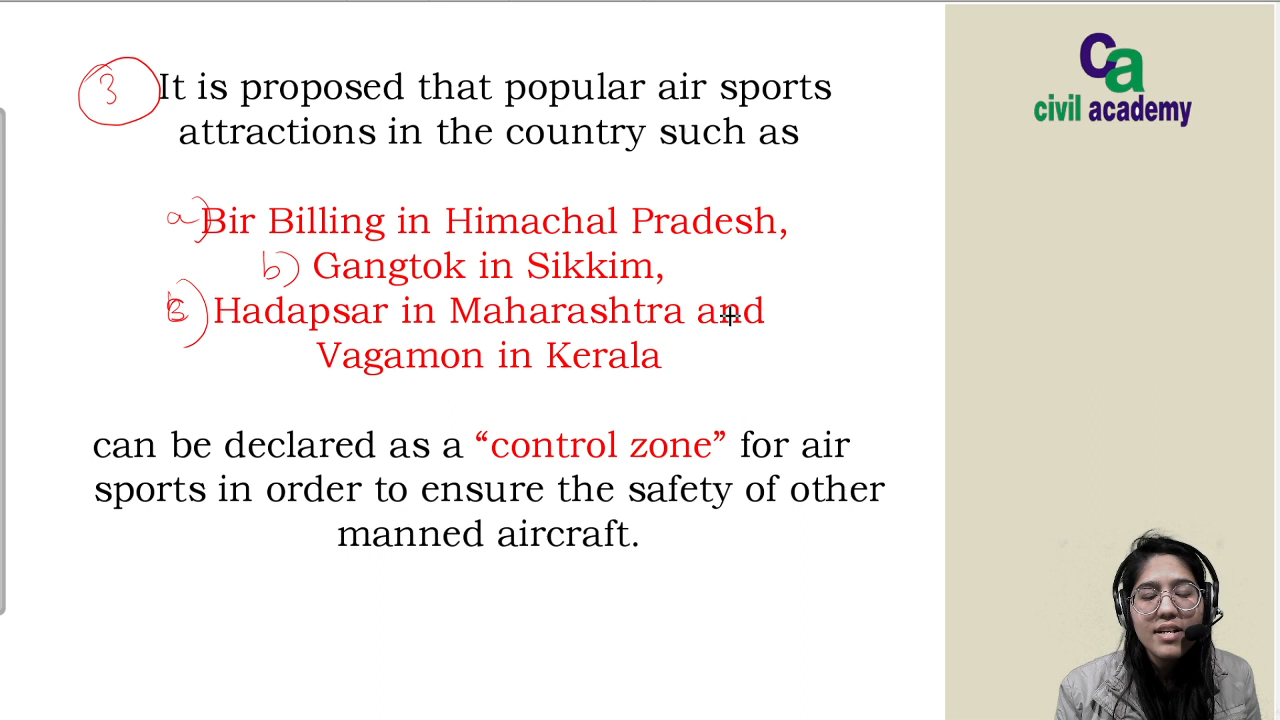 3 It is proposed that popular air sports
attractions in the country such as
a) Bir Billing in Himachal Pradesh,
b) Gangtok in Sikkim,
c) Hadapsar in Maharashtra and
Vagamon in Kerala
can be declared as a “control zone” for air
sports in order to ensure the safety of other
manned aircraft.
ca
civil academy